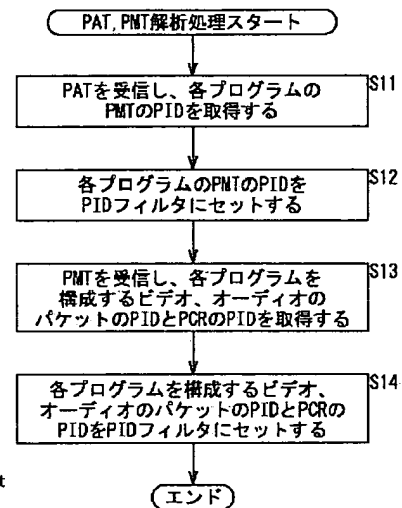 PAT,PMT解析処理スタート
S11
PATを受信し、各プログラムの
PMTのPIDを取得する
S12
各プログラムのPMTのPIDを
PIDフィルタにセットする
S13
PMTを受信し、各プログラムを
構成するビデオ、オーディオの
パケットのPIDとPCRのPIDを取得する
S14
各プログラムを構成するビデオ、
オーディオのパケットのPIDとPCRの
PIDをPIDフィルタにセットする
t
エンド